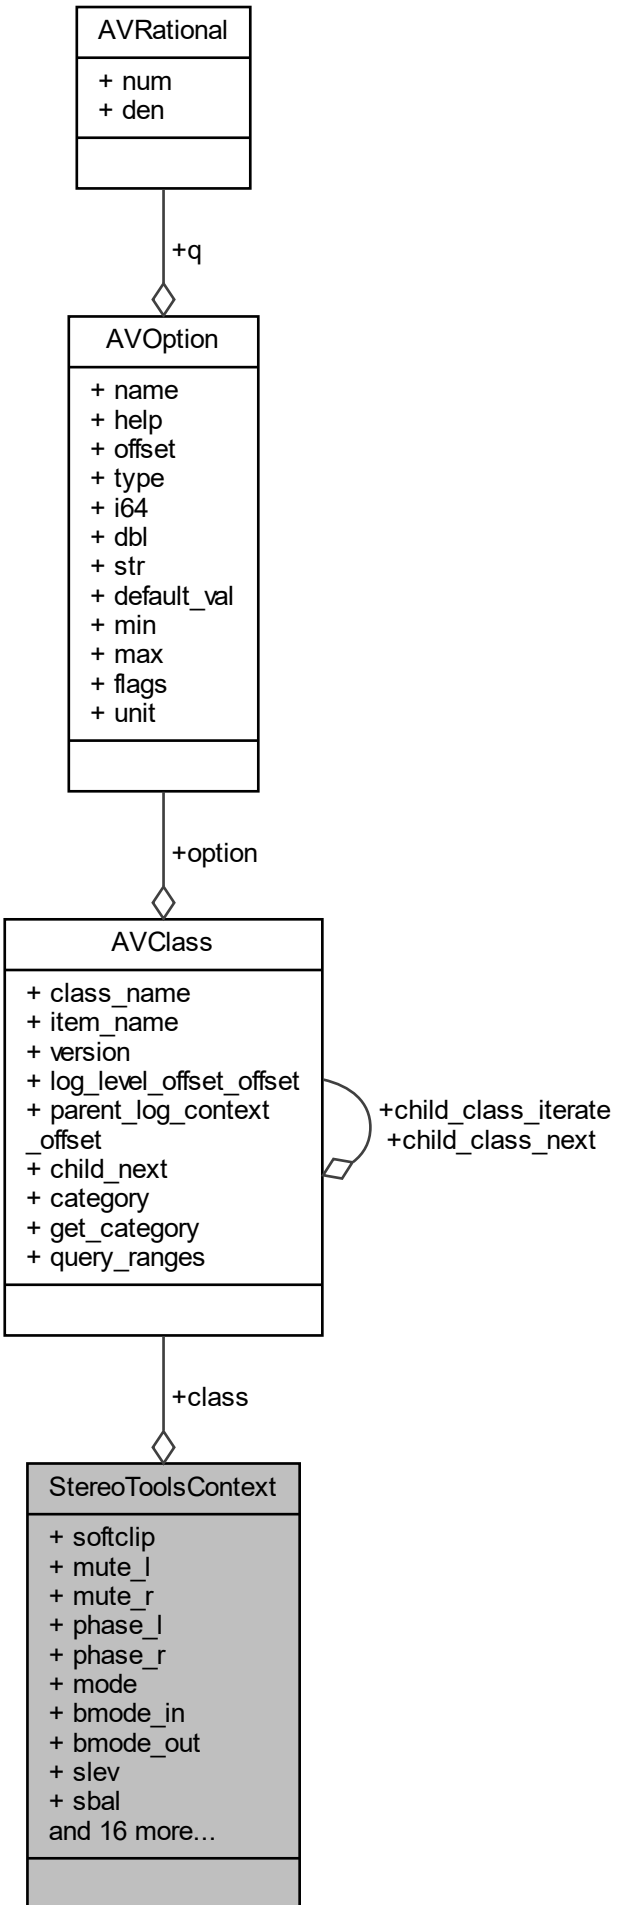 AVRational
+ num
+ den
+q
AVOption
+ name
+ help
+ offset
+ type
+ i64
+ dbl
+ str
+ default_val
+ min
+ max
+ flags
+ unit
+option
AVClass
+ class_name
+ item_name
+ version
+ log_level_offset_offset
+ parent_log_context
_offset
+ child_next
+ category
+ get_category
+ query_ranges
+child_class_iterate
+child_class_next
+class
StereoToolsContext
+ softclip
+ mute_l
+ mute_r
+ phase_l
+ phase_r
+ mode
+ bmode_in
+ bmode_out
+ slev
+ sbal
and 16 more...